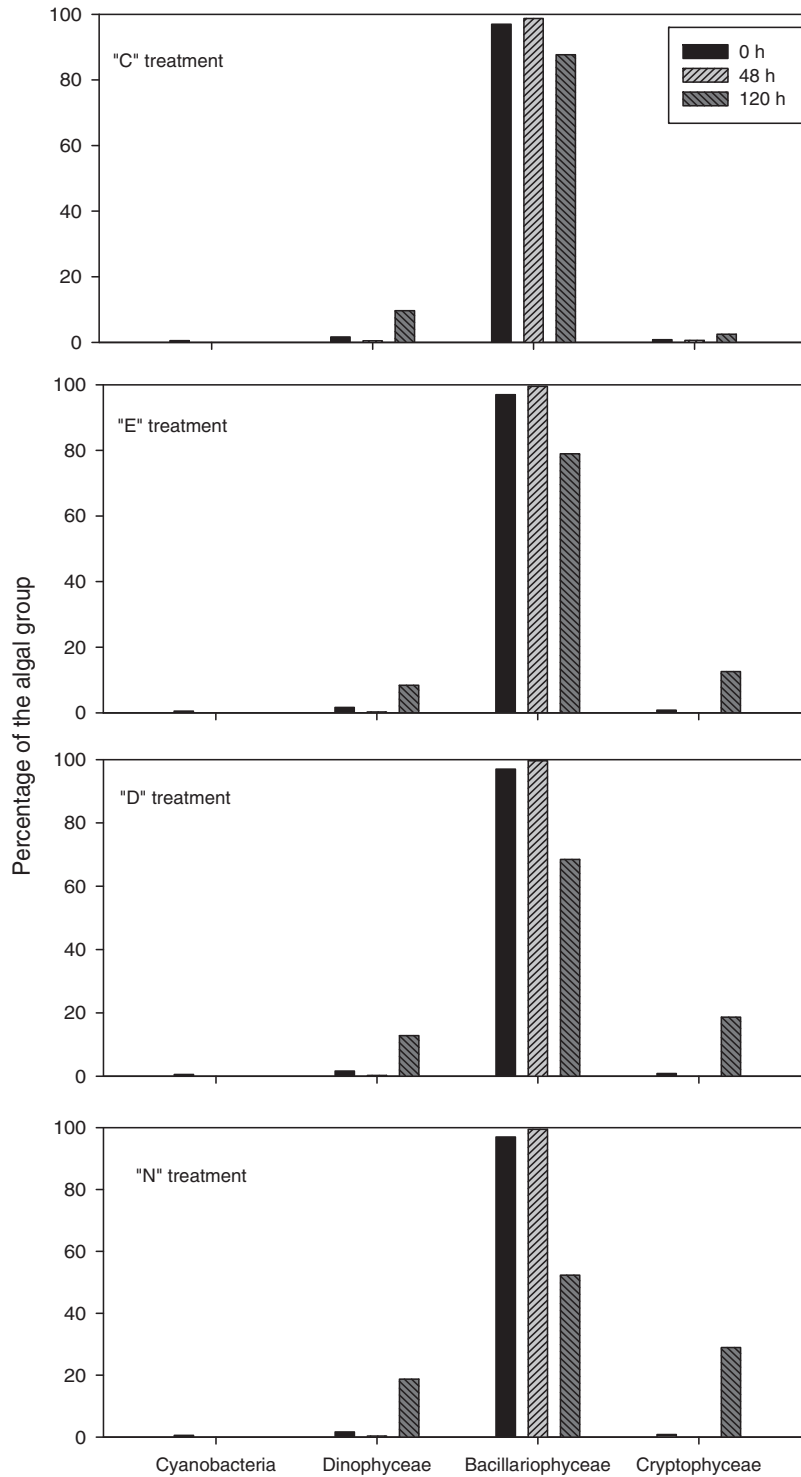 Percentage of the algal group
100
80
60
40
20
0
"C" treatment
0 h
48 h
120 h
100
80
60
40
20
0
"E" treatment
100
80
60
40
20
0
"D" treatment
100
80
60
40
20
0
"N" treatment
Cyanobacteria Dinophyceae Bacillariophyceae Cryptophyceae